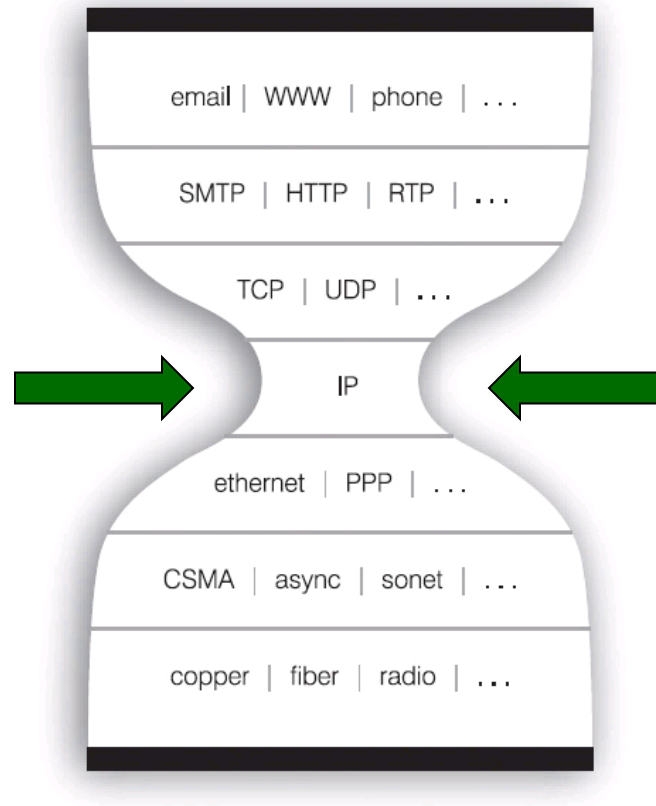 email | WWW | phone | . . .
SMTP | HTTP | RTP | . . .
TCP | UDP | . . .
IP
ethernet | PPP | . . .
CSMA | async | sonet | . . .
copper | fiber | radio | . . .